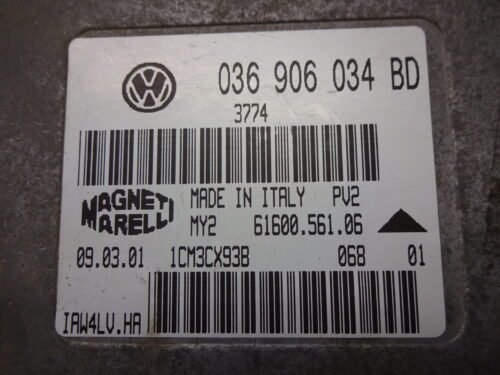 036 906 034 BD
3774
MAGNETI MARELLI
MADE IN ITALY PV2
MY2 61600.561.06
09.03.01 1CM3CX93B 068 01
IAW4LV.HA